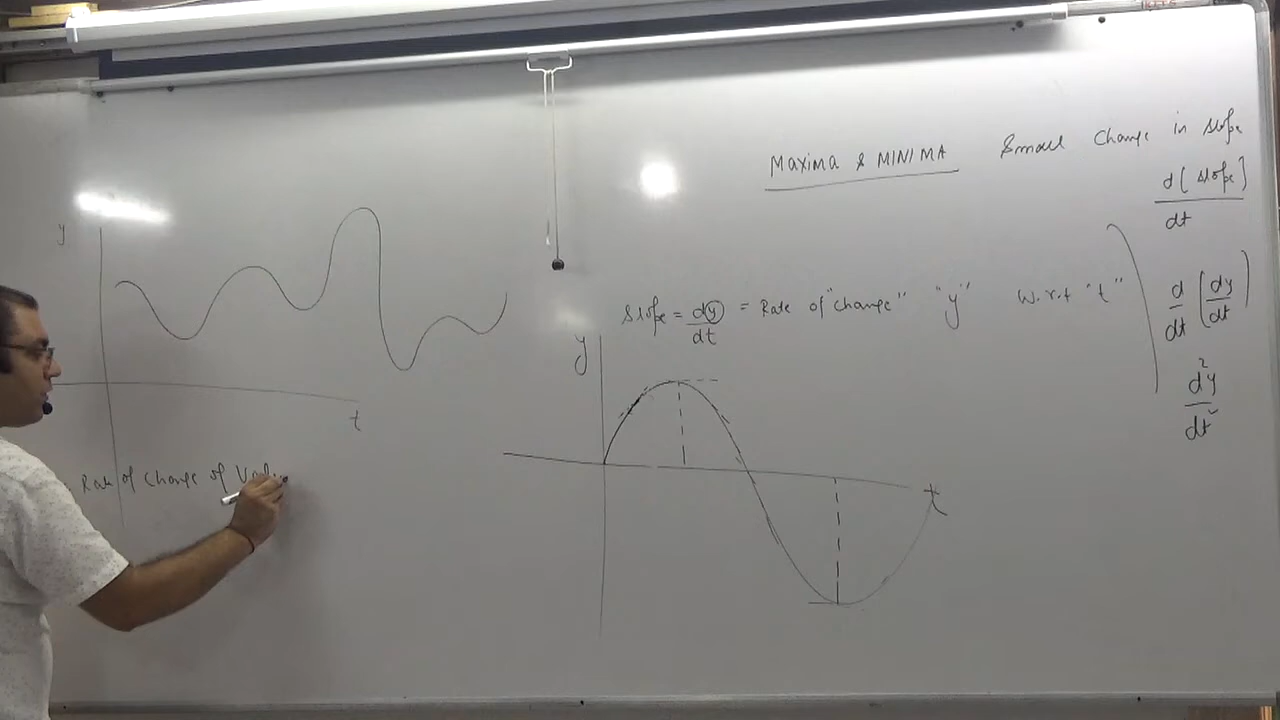 MAXIMA & MINIMA
Small Change in slope
d(slope)
dt
y
Slope = dy/dt = Rate of "change" "y" w.r.t "t"
d/dt (dy/dt)
d²y/dt²
y
t
t
Rate of change of